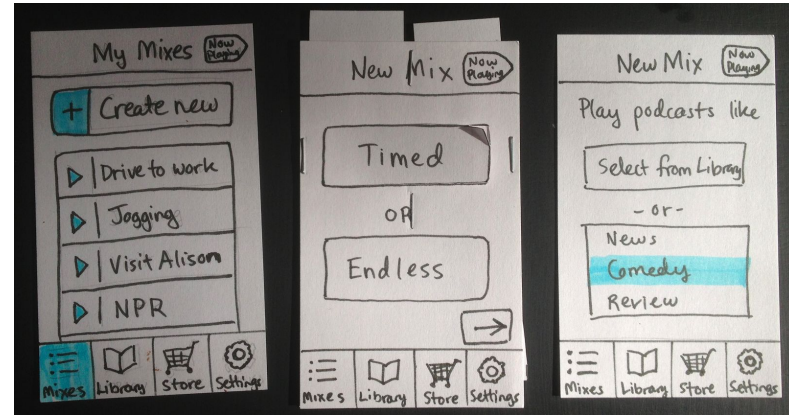 My Mixes
Now Playing
+ Create new
Drive to work
Jogging
Visit Alison
NPR
Mixes Library Store Settings
New Mix
Now Playing
Timed
OR
Endless
Mixes Library Store Settings
New Mix
Now Playing
Play podcasts like
Select from Library
- or -
News
Comedy
Review
Mixes Library Store Settings